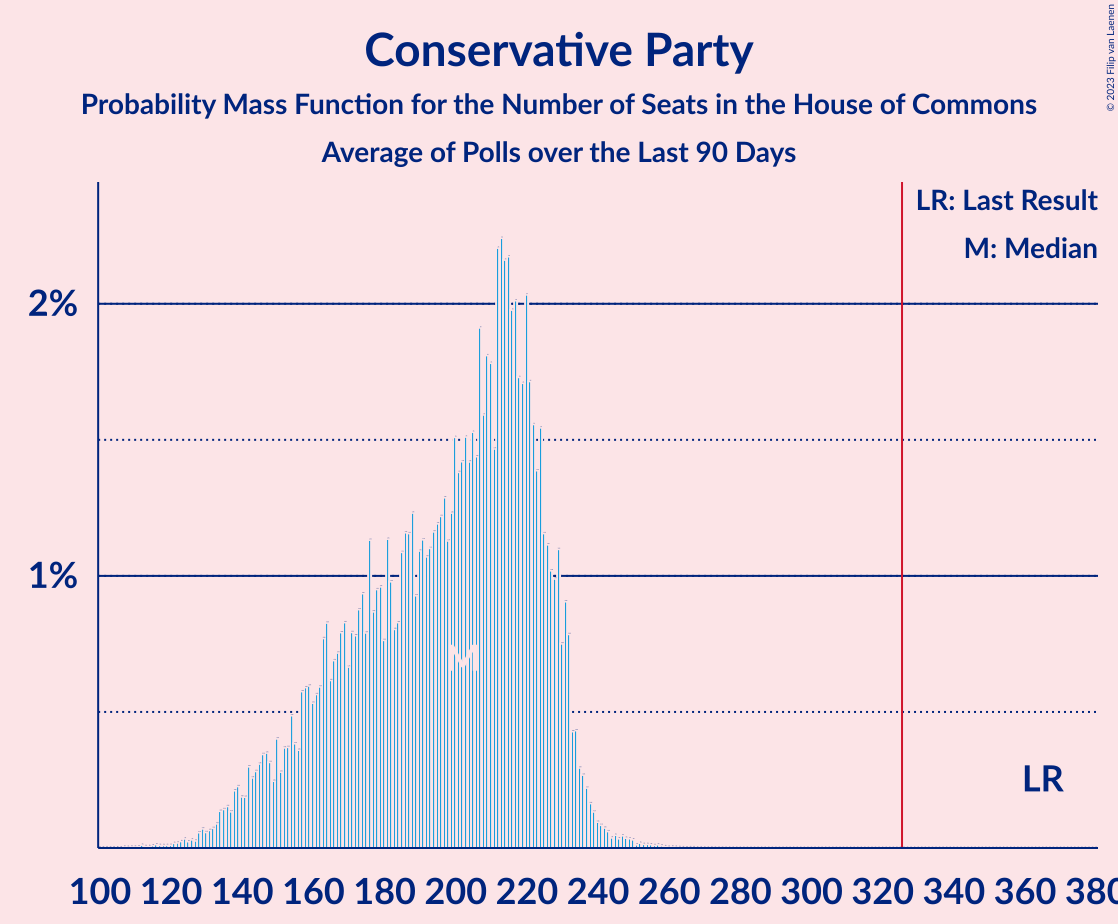 Conservative Party
Probability Mass Function for the Number of Seats in the House of Commons
Average of Polls over the Last 90 Days
© 2023 Filip van Laenen
LR: Last Result
M: Median
2%
1%
M
LR
100 120 140 160 180 200 220 240 260 280 300 320 340 360 380